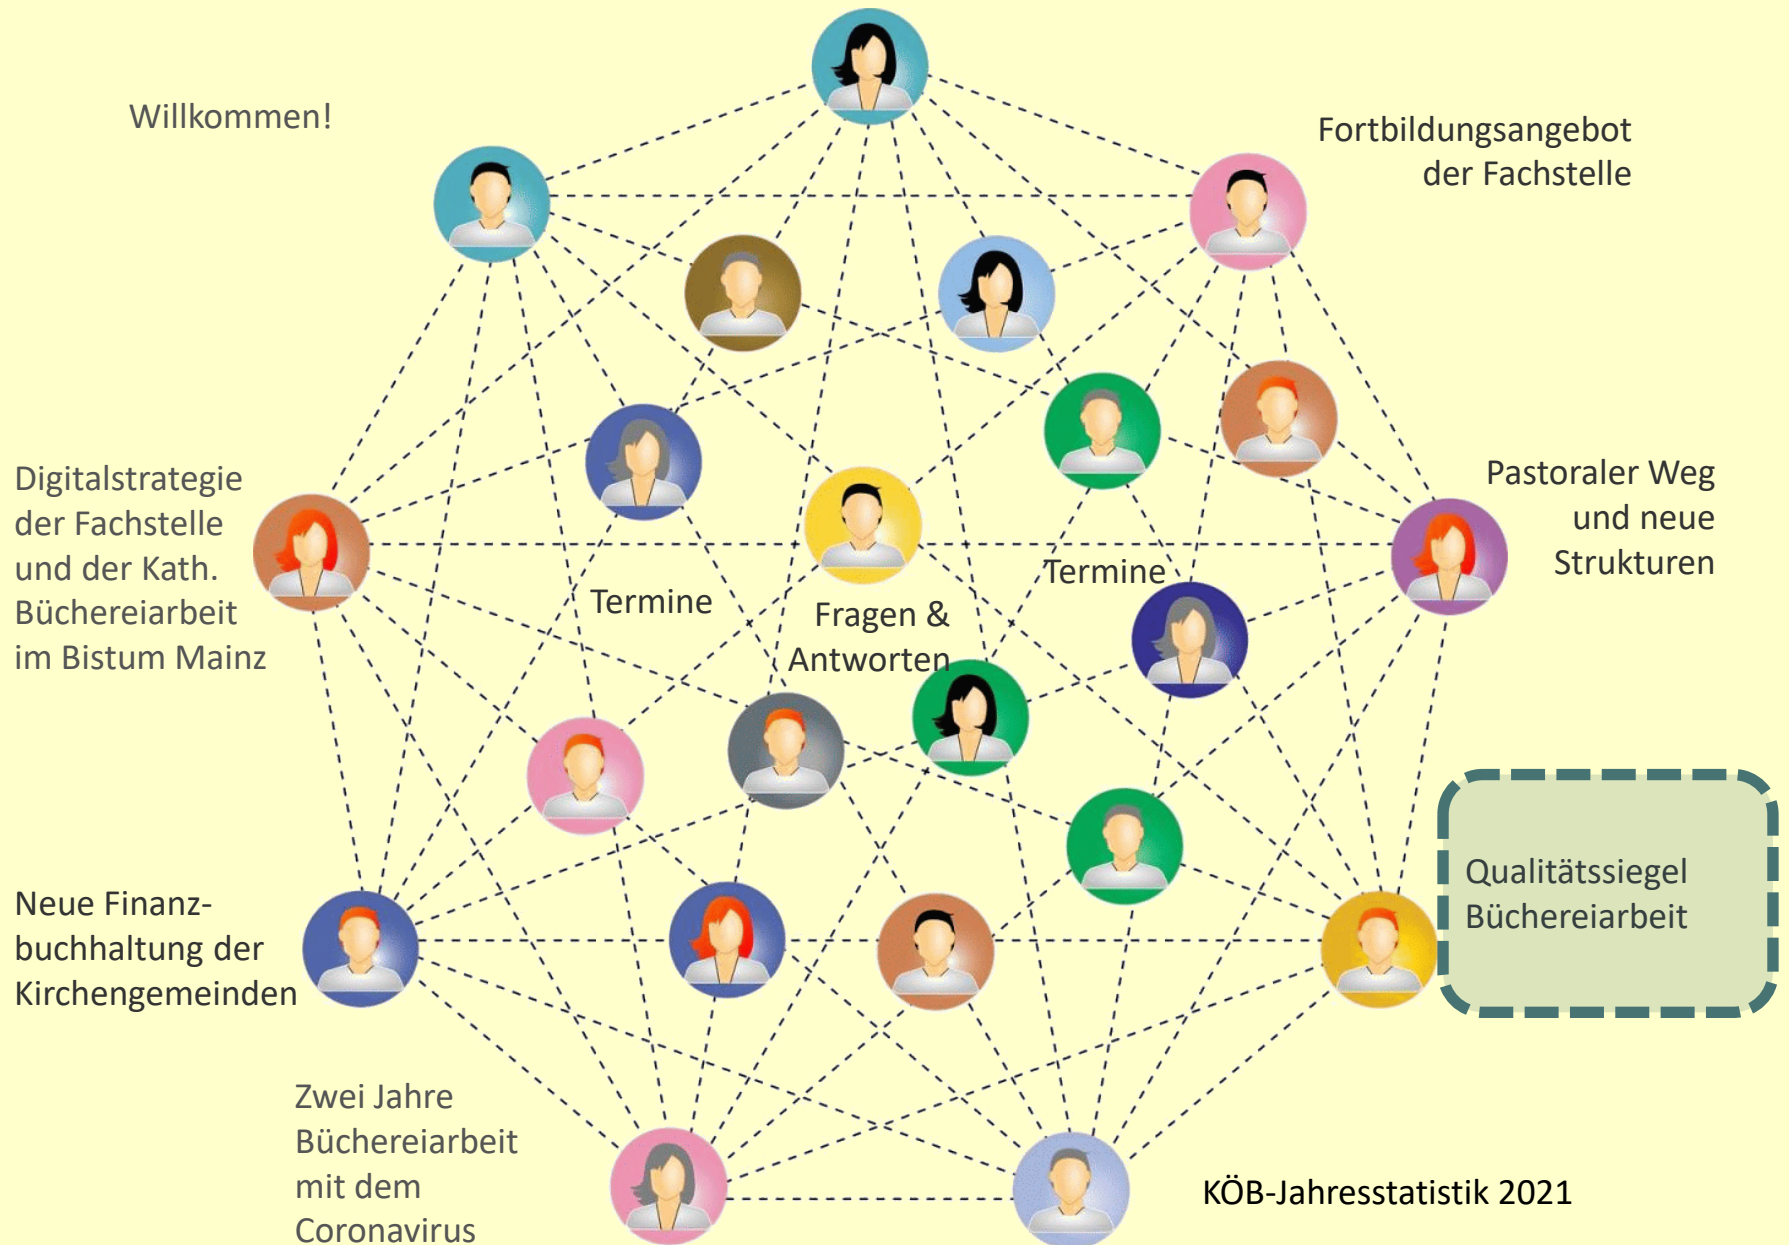 Willkommen!
Fortbildungsangebot
der Fachstelle
Digitalstrategie
der Fachstelle
und der Kath.
Büchereiarbeit
im Bistum Mainz
Pastoraler Weg
und neue
Strukturen
Termine
Fragen &
Antworten
Termine
Neue Finanz-
buchhaltung der
Kirchengemeinden
Qualitätssiegel
Büchereiarbeit
Zwei Jahre
Büchereiarbeit
mit dem
Coronavirus
KÖB-Jahresstatistik 2021